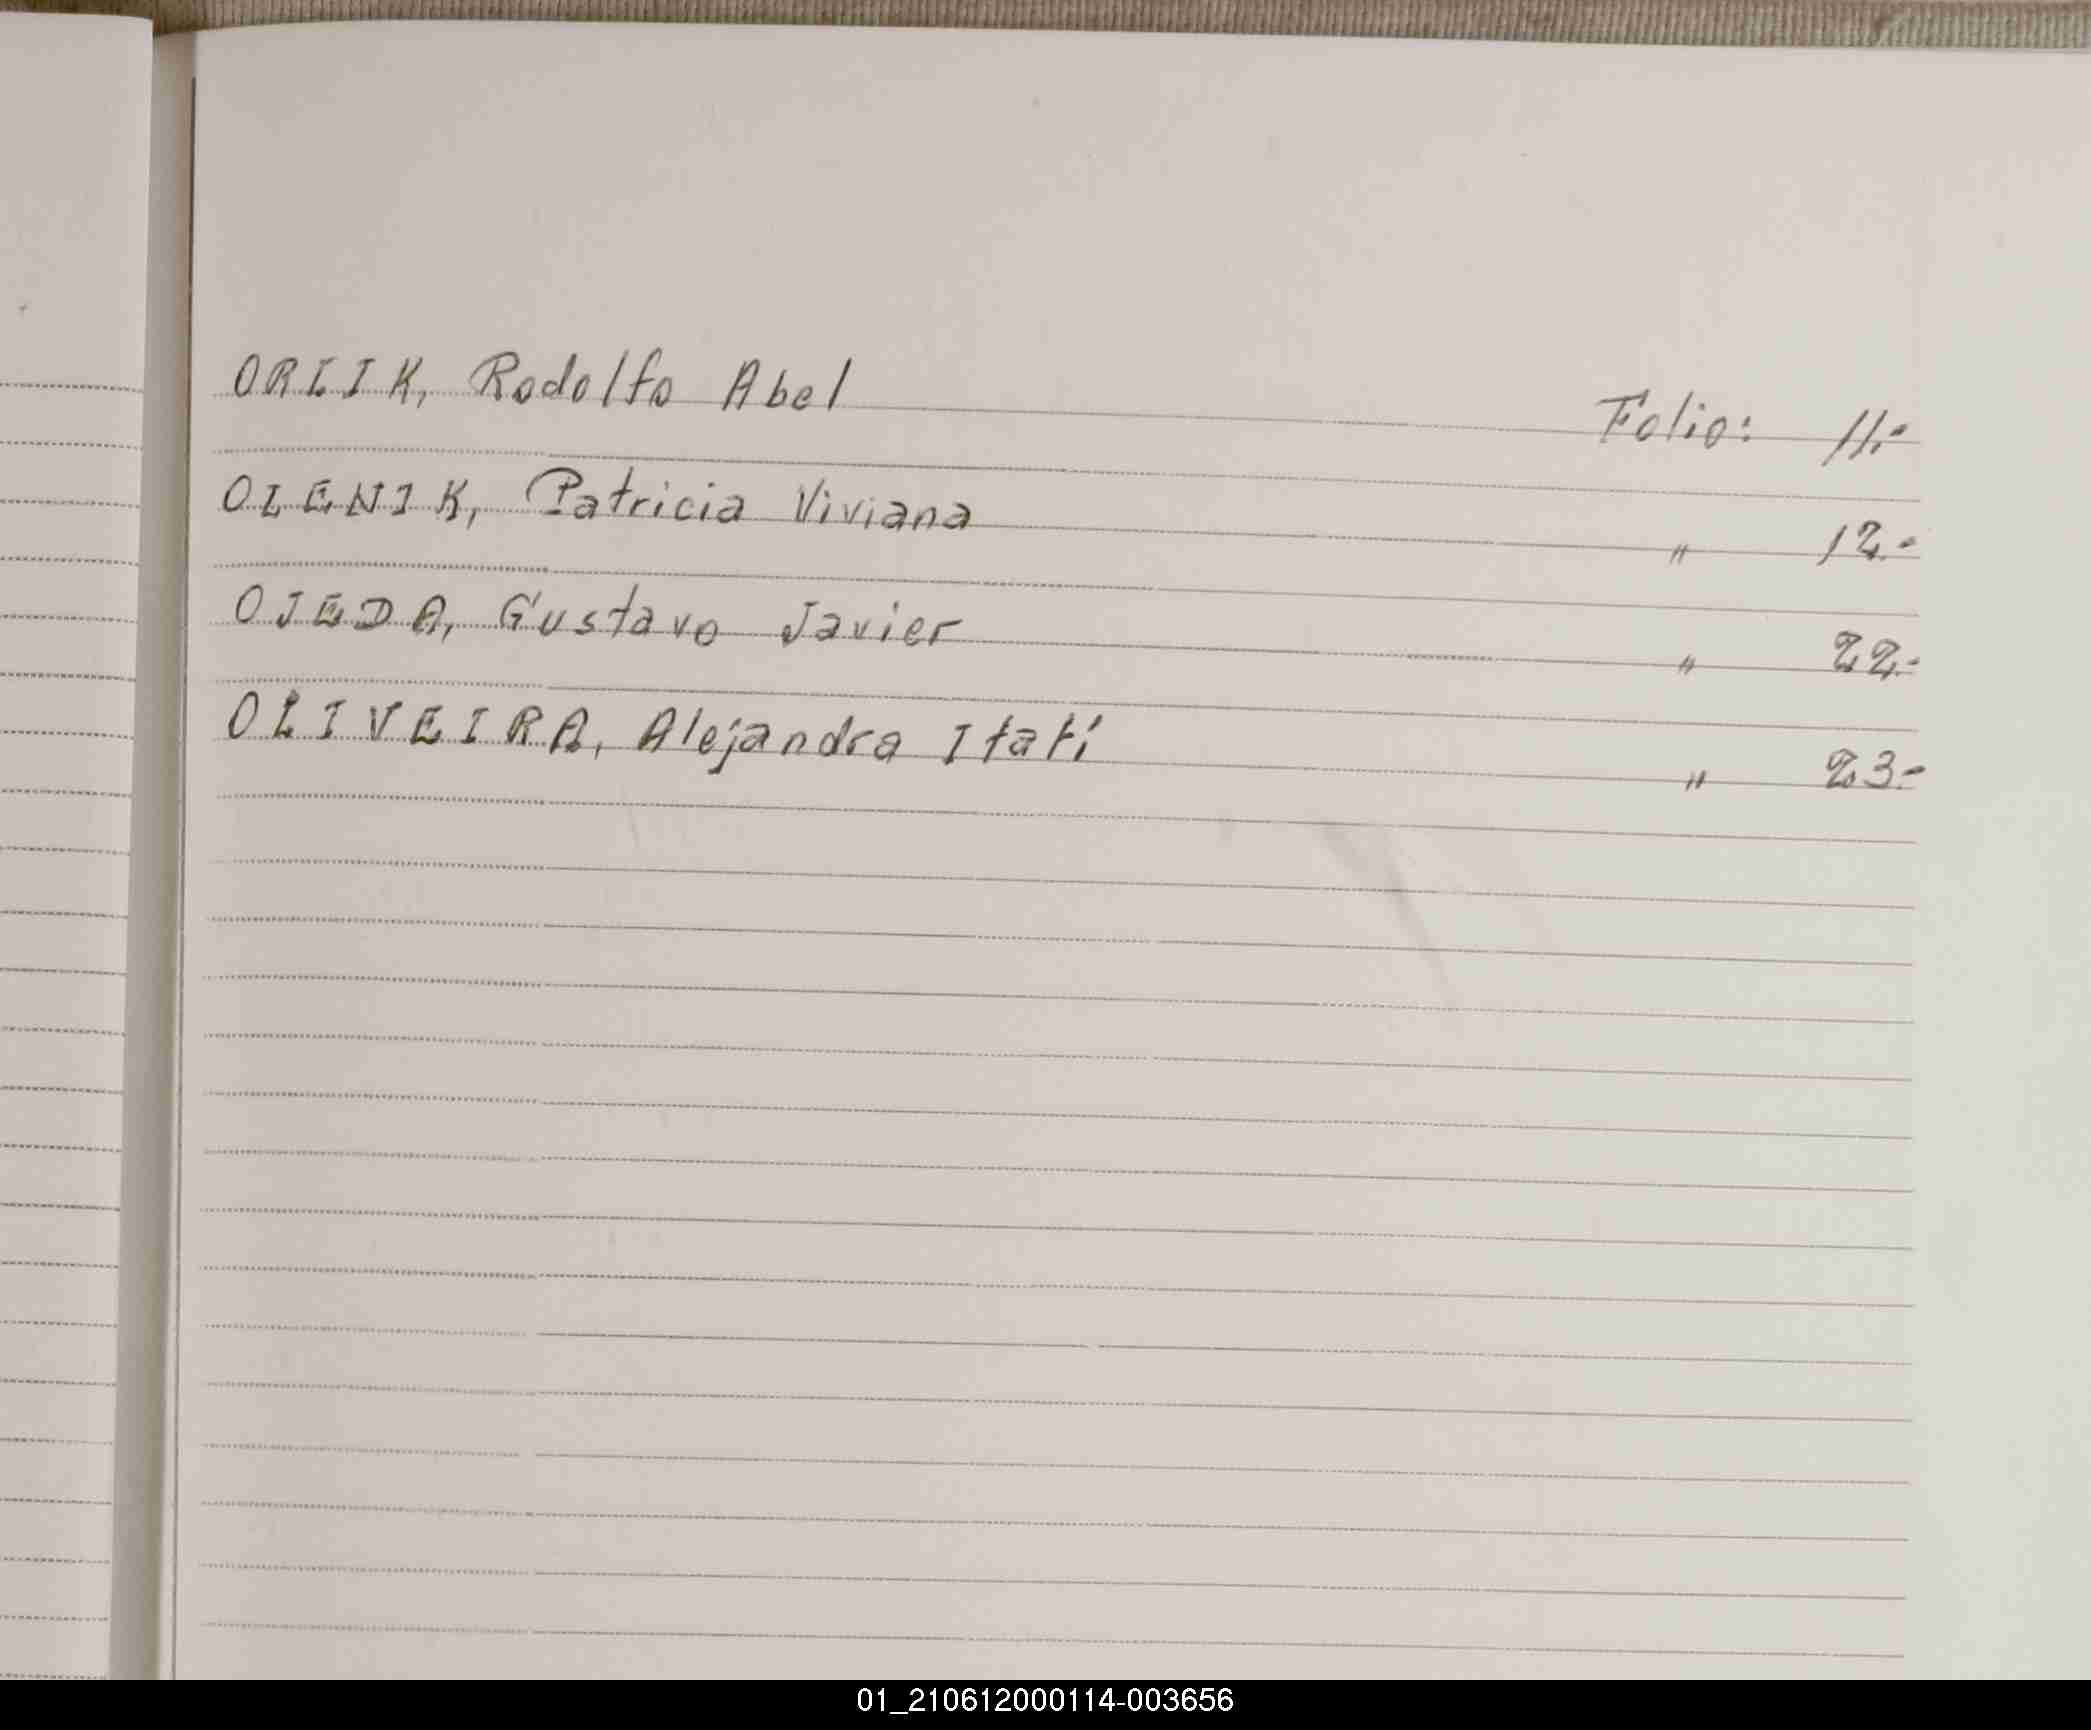 ORLIK, Rodolfo Abel Folio: 11.-
OLENIK, Patricia Viviana " 12.-
OJEDA, Gustavo Javier " 22.-
OLIVEIRA, Alejandra Itatí " 23.-
01_210612000114-003656